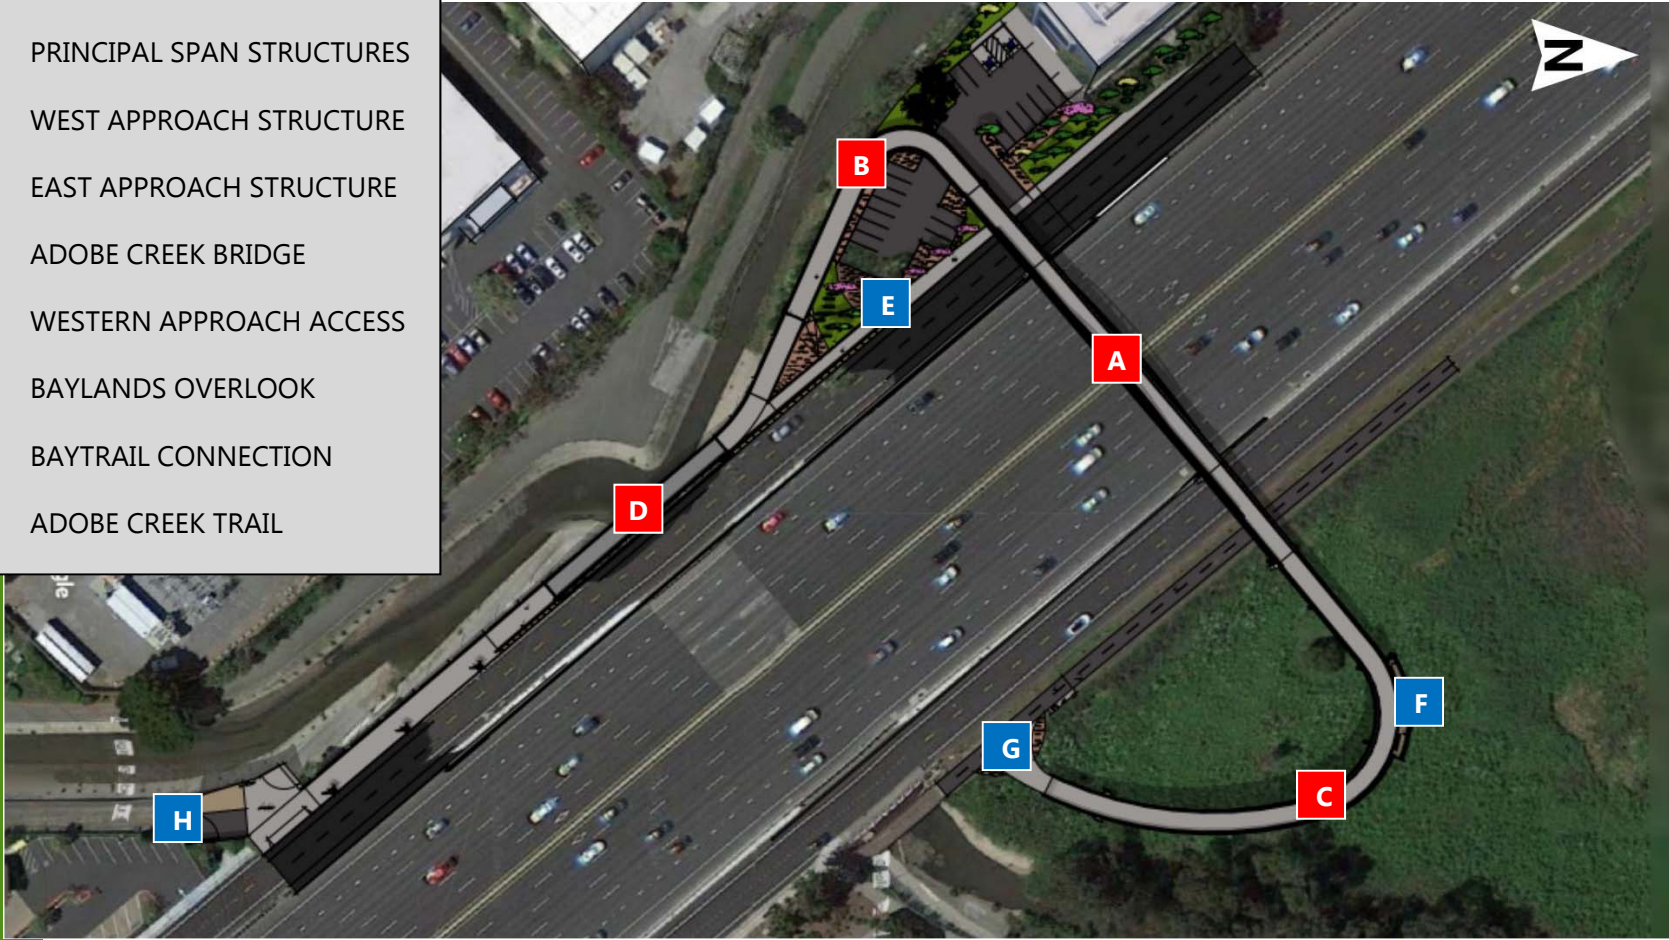 PRINCIPAL SPAN STRUCTURES
WEST APPROACH STRUCTURE
EAST APPROACH STRUCTURE
ADOBE CREEK BRIDGE
WESTERN APPROACH ACCESS
BAYLANDS OVERLOOK
BAYTRAIL CONNECTION
ADOBE CREEK TRAIL
N
B
E
A
D
F
G
C
H
gle